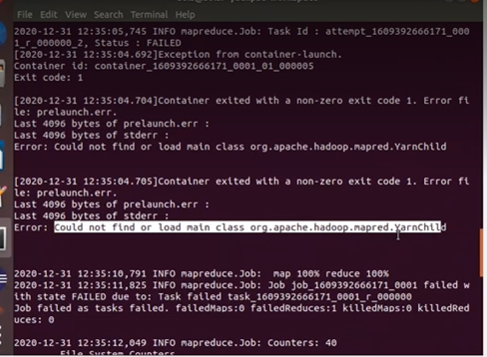 File Edit View Search Terminal Help
2020-12-31 12:35:05,745 INFO mapreduce.Job: Task Id : attempt_1609392666171_000
1_r_000000_2, Status : FAILED
[2020-12-31 12:35:04.692]Exception from container-launch.
Container id: container_1609392666171_0001_01_000005
Exit code: 1
[2020-12-31 12:35:04.704]Container exited with a non-zero exit code 1. Error fi
le: prelaunch.err.
Last 4096 bytes of prelaunch.err :
Last 4096 bytes of stderr :
Error: Could not find or load main class org.apache.hadoop.mapred.YarnChild
[2020-12-31 12:35:04.705]Container exited with a non-zero exit code 1. Error fi
le: prelaunch.err.
Last 4096 bytes of prelaunch.err :
Last 4096 bytes of stderr :
Error: Could not find or load main class org.apache.hadoop.mapred.YarnChild
2020-12-31 12:35:10,791 INFO mapreduce.Job:  map 100% reduce 100%
2020-12-31 12:35:11,825 INFO mapreduce.Job: Job job_1609392666171_0001 failed w
ith state FAILED due to: Task failed task_1609392666171_0001_r_000000
Job failed as tasks failed. failedMaps:0 failedReduces:1 killedMaps:0 killedRed
uces: 0
2020-12-31 12:35:12,049 INFO mapreduce.Job: Counters: 40
File System Counters